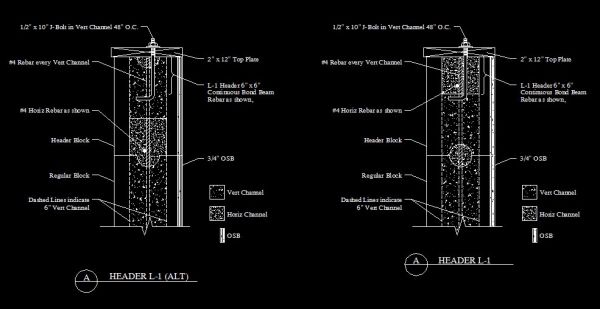 1/2" x 10" J-Bolt in Vert Channel 48" O.C.
#4 Rebar every Vert Channel
2" x 12" Top Plate
L-1 Header 6" x 6"
Continuous Bond Beam
Rebar as shown,
#4 Horiz Rebar as shown
Header Block
3/4" OSB
Regular Block
Dashed Lines indicate
6" Vert Channel
Vert Channel
Horiz Channel
OSB
A
HEADER L-1 (ALT)
1/2" x 10" J-Bolt in Vert Channel 48" O.C.
#4 Rebar every Vert Channel
2" x 12" Top Plate
L-1 Header 6" x 6"
Continuous Bond Beam
Rebar as shown,
#4 Horiz Rebar as shown
Header Block
3/4" OSB
Regular Block
Dashed Lines indicate
6" Vert Channel
Vert Channel
Horiz Channel
OSB
A
HEADER L-1